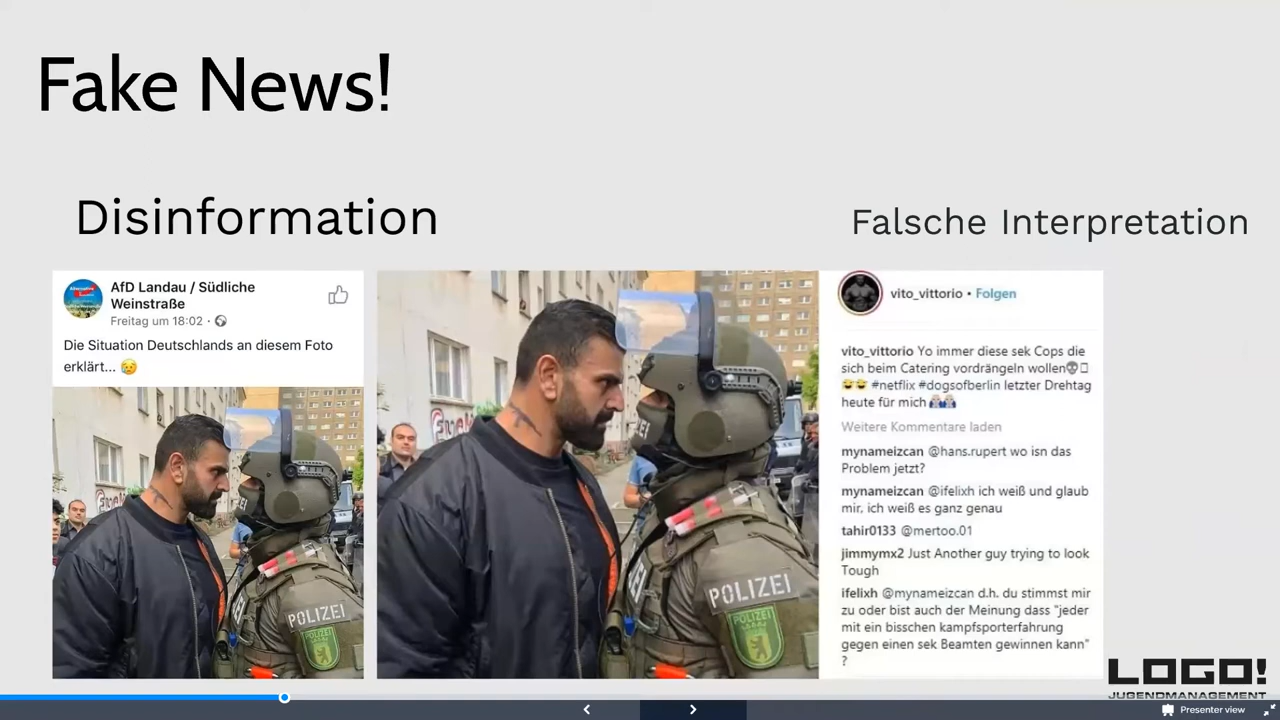 Fake News!
Disinformation
Falsche Interpretation
AfD Landau / Südliche
Weinstraße
Freitag um 18:02 ·
Die Situation Deutschlands an diesem Foto
erklärt... 😥
POLIZEI
POLIZEI
vito_vittorio • Folgen
vito_vittorio Yo immer diese sek Cops die
sich beim Catering vordrängeln wollen💀
😂😂 #netflix #dogsofberlin letzter Drehtag
heute für mich
Weitere Kommentare laden
mynameizcan @hans.rupert wo isn das
Problem jetzt?
mynameizcan @ifelixh ich weiß und glaub
mir, ich weiß es ganz genau
tahir0133 @mertoo.01
jimmymx2 Just Another guy trying to look
Tough
ifelixh @mynameizcan d.h. du stimmst mir
zu oder bist auch der Meinung dass "jeder
mit ein bisschen kampfsporterfahrung
gegen einen sek Beamten gewinnen kann"
?
LOGO!
JUGENDMANAGEMENT
Presenter view